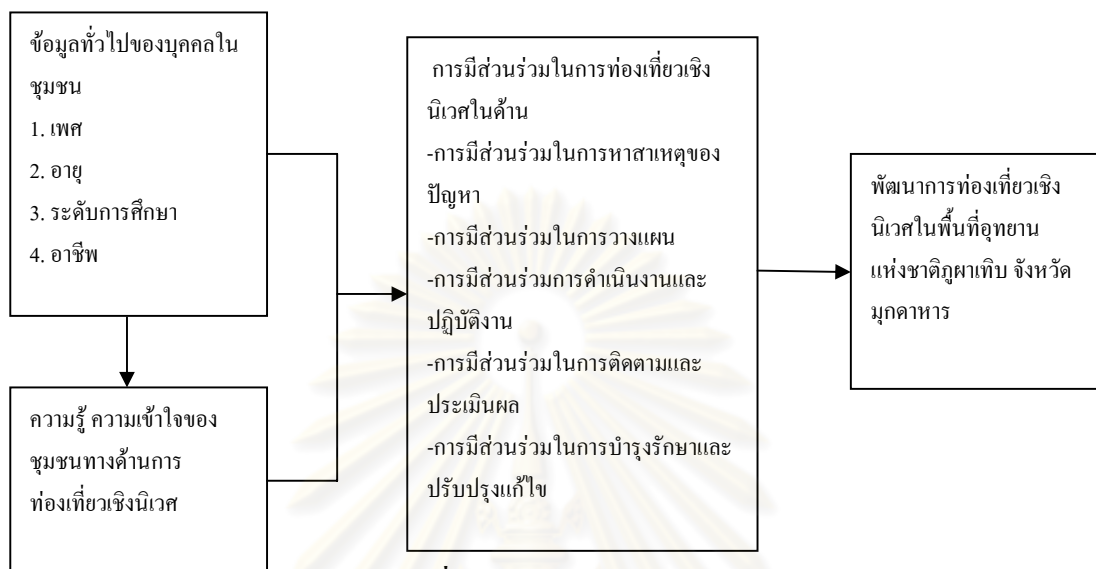 ข้อมูลทั่วไปของบุคคลใน
ชุมชน
1. เพศ
2. อายุ
3. ระดับการศึกษา
4. อาชีพ
ความรู้ ความเข้าใจของ
ชุมชนทางด้านการ
ท่องเที่ยวเชิงนิเวศ
การมีส่วนร่วมในการท่องเที่ยวเชิง
นิเวศในด้าน
-การมีส่วนร่วมในการหาสาเหตุของ
ปัญหา
-การมีส่วนร่วมในการวางแผน
-การมีส่วนร่วมการดำเนินงานและ
ปฏิบัติงาน
-การมีส่วนร่วมในการติดตามและ
ประเมินผล
-การมีส่วนร่วมในการบำรุงรักษาและ
ปรับปรุงแก้ไข
พัฒนาการท่องเที่ยวเชิง
นิเวศในพื้นที่อุทยาน
แห่งชาติภูผาเทิบ จังหวัด
มุกดาหาร